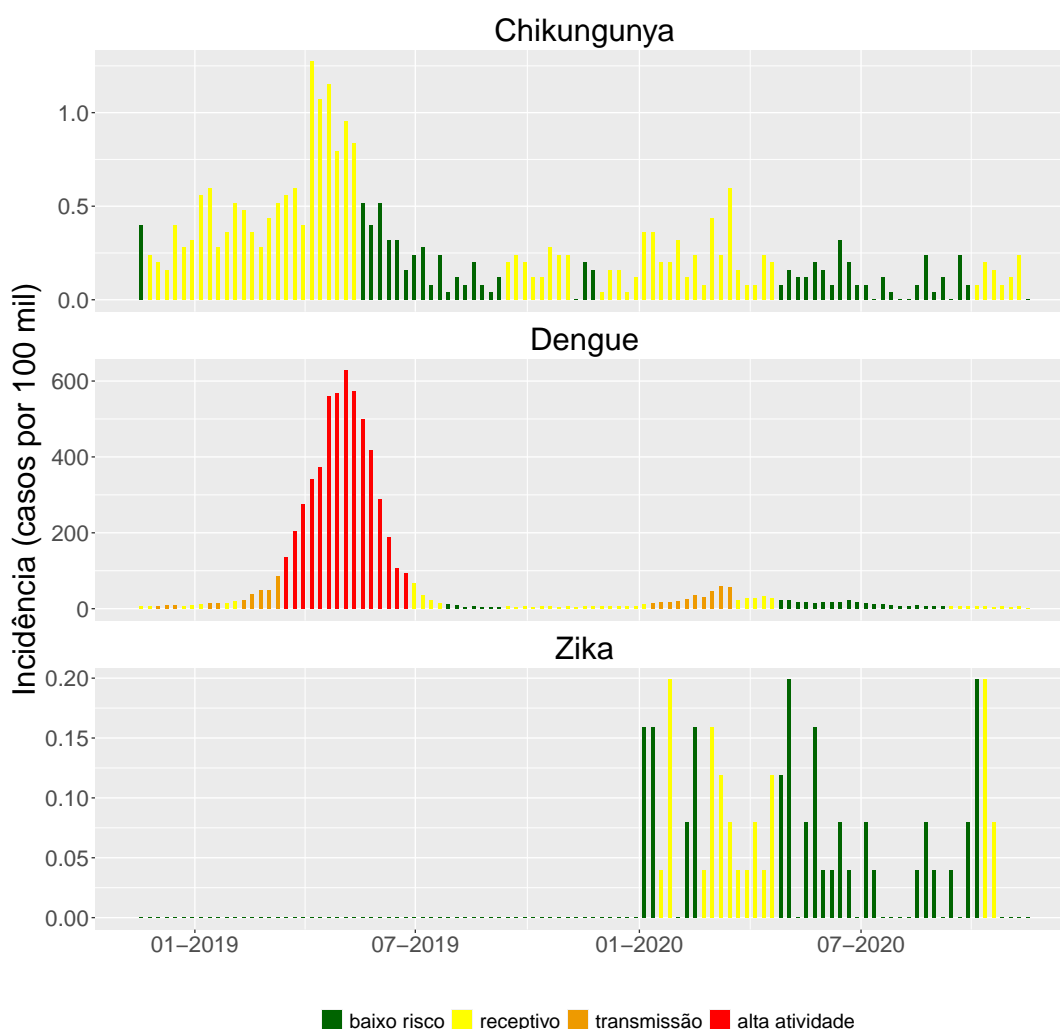 Chikungunya
Incidência (casos por 100 mil)
1.0
0.5
0.0
Dengue
600
400
200
0
Zika
0.20
0.15
0.10
0.05
0.00
01−2019 07−2019 01−2020 07−2020
baixo risco receptivo transmissão alta atividade